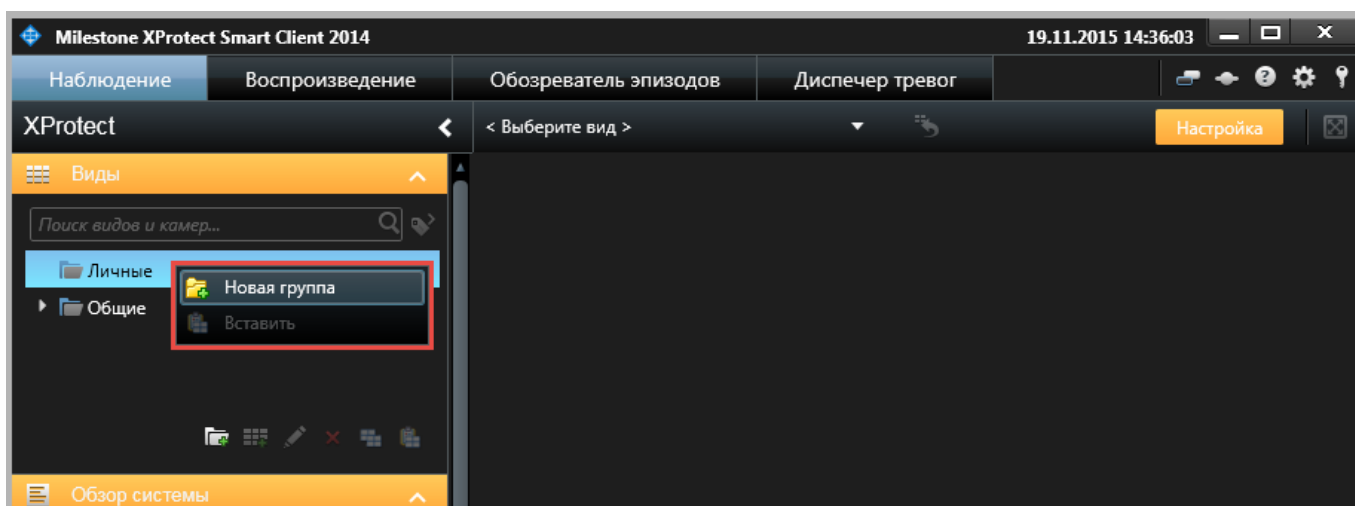 Milestone XProtect Smart Client 2014
19.11.2015 14:36:03
Наблюдение
Воспроизведение
Обозреватель эпизодов
Диспечер тревог
XProtect
< Выберите вид >
Настройка
Виды
Поиск видов и камер...
Личные
Новая группа
Общие
Вставить
Обзор системы